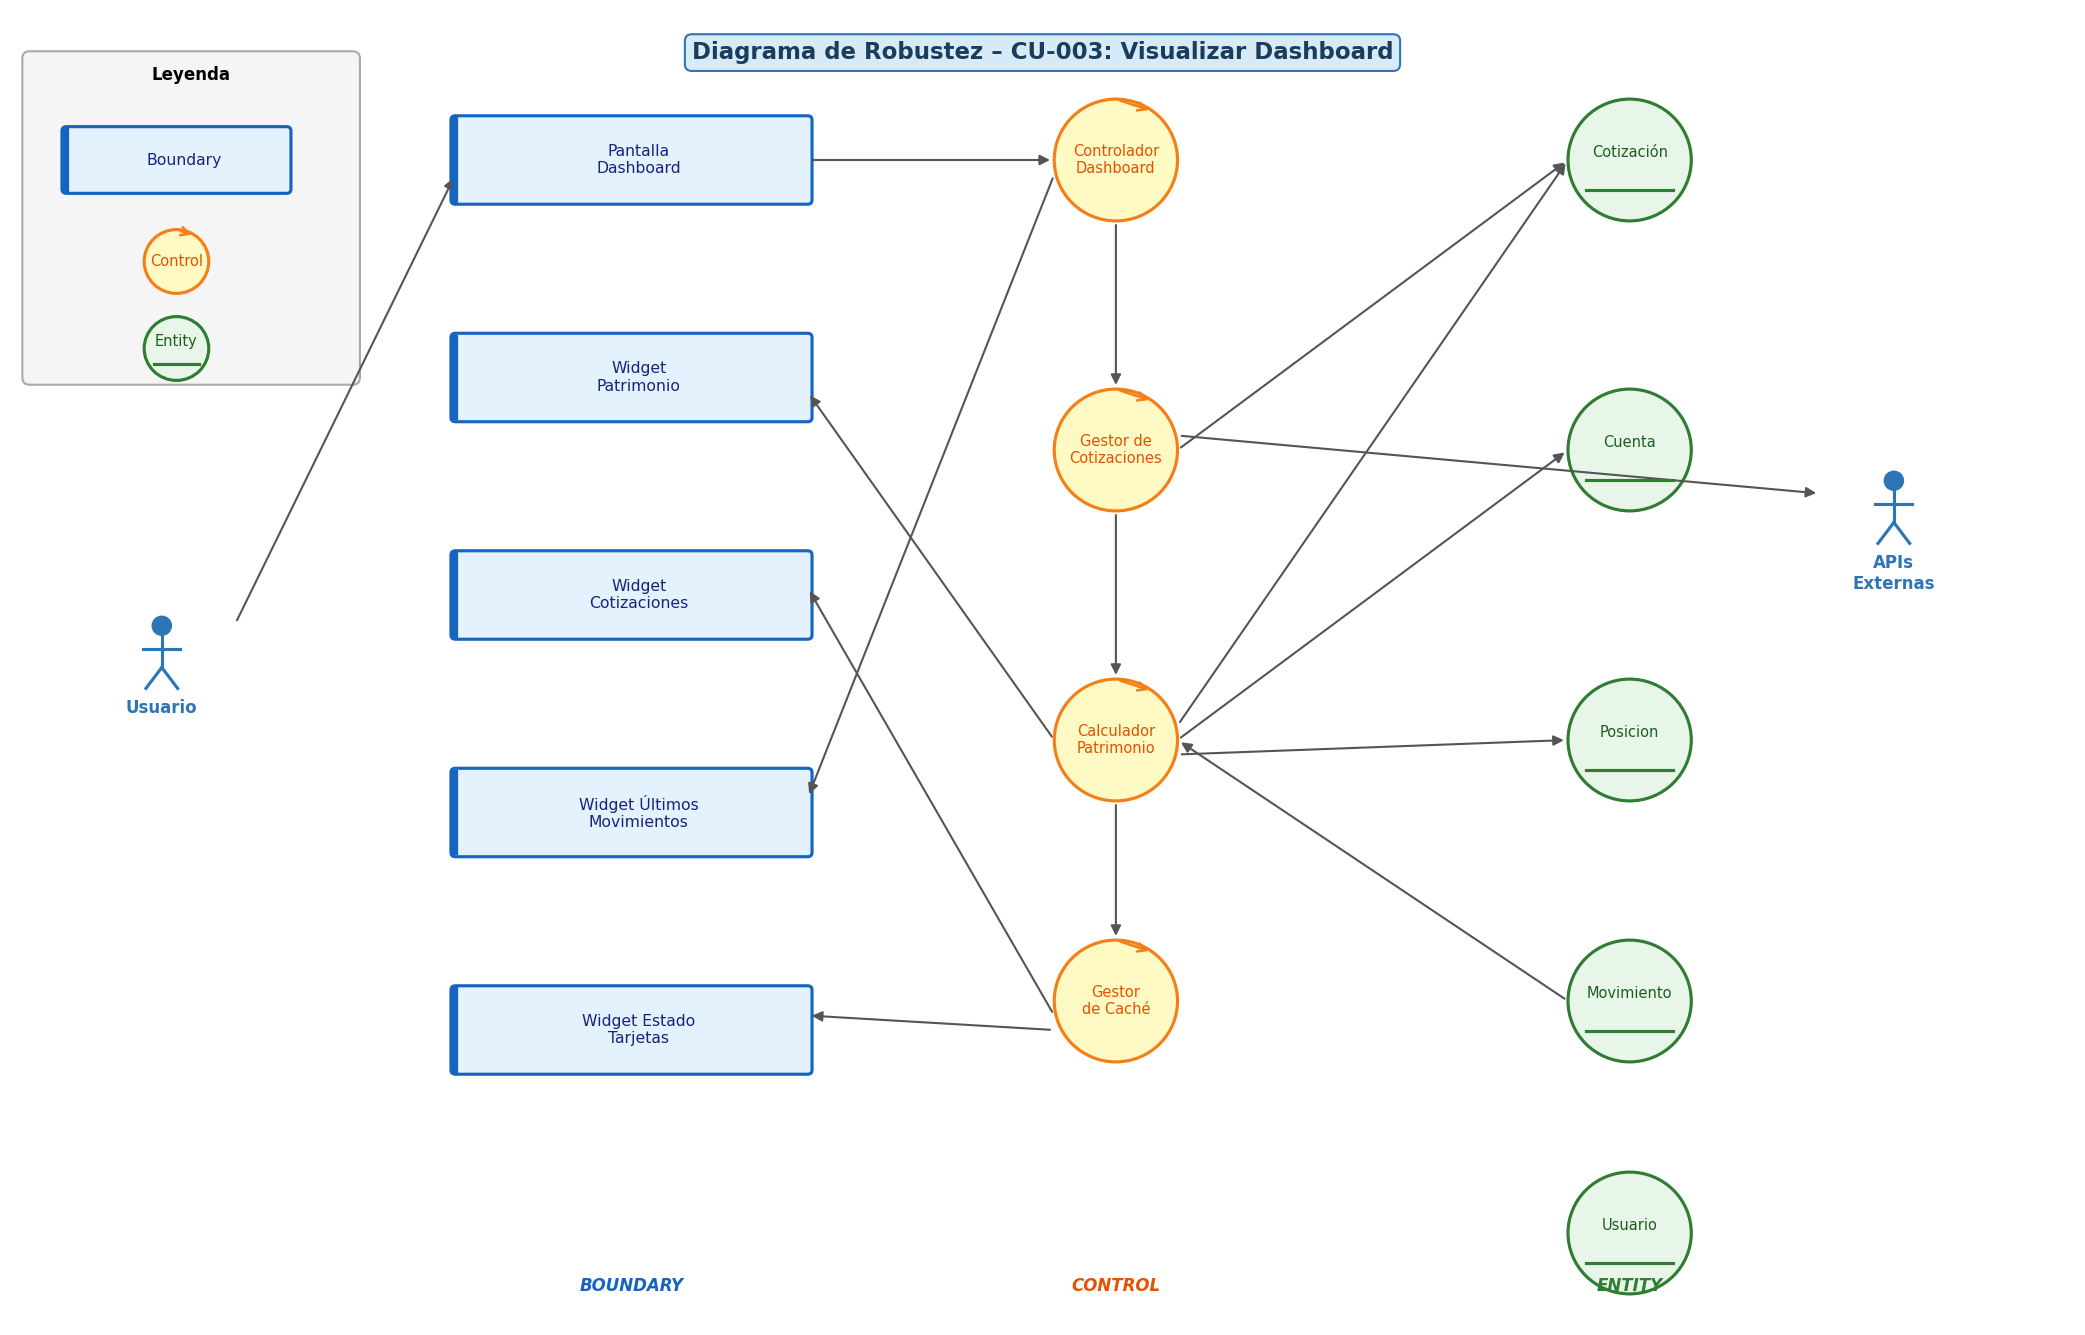 Diagrama de Robustez – CU-003: Visualizar Dashboard
Leyenda
Boundary
Control
Entity
Usuario
Pantalla
Dashboard
Widget
Patrimonio
Widget
Cotizaciones
Widget Últimos
Movimientos
Widget Estado
Tarjetas
Controlador
Dashboard
Gestor de
Cotizaciones
Calculador
Patrimonio
Gestor
de Caché
Cotización
Cuenta
Posicion
Movimiento
Usuario
APIs
Externas
BOUNDARY
CONTROL
ENTITY